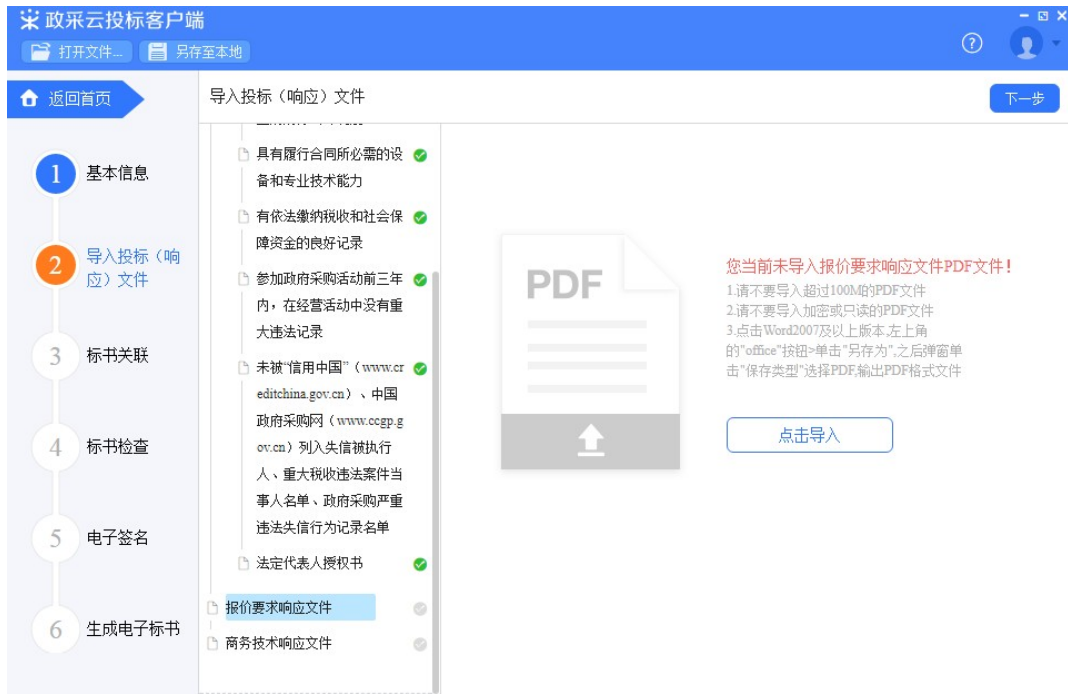 政采云投标客户端
打开文件... 另存至本地
返回首页
导入投标（响应）文件
下一步
1 基本信息
2 导入投标（响
应）文件
3 标书关联
4 标书检查
5 电子签名
6 生成电子标书
具有履行合同所必需的设
备和专业技术能力
有依法缴纳税收和社会保
障资金的良好记录
参加政府采购活动前三年
内，在经营活动中没有重
大违法记录
未被“信用中国”（www.cr
editchina.gov.cn）、中国
政府采购网（www.ccgp.g
ov.cn）列入失信被执行
人、重大税收违法案件当
事人名单、政府采购严重
违法失信行为记录名单
法定代表人授权书
报价要求响应文件
商务技术响应文件
PDF
您当前未导入报价要求响应文件PDF文件！
1.请不要导入超过100M的PDF文件
2.请不要导入加密或只读的PDF文件
3.点击Word2007及以上版本,左上角
的"office"按钮>单击"另存为",之后弹窗单
击"保存类型"选择PDF,输出PDF格式文件
点击导入